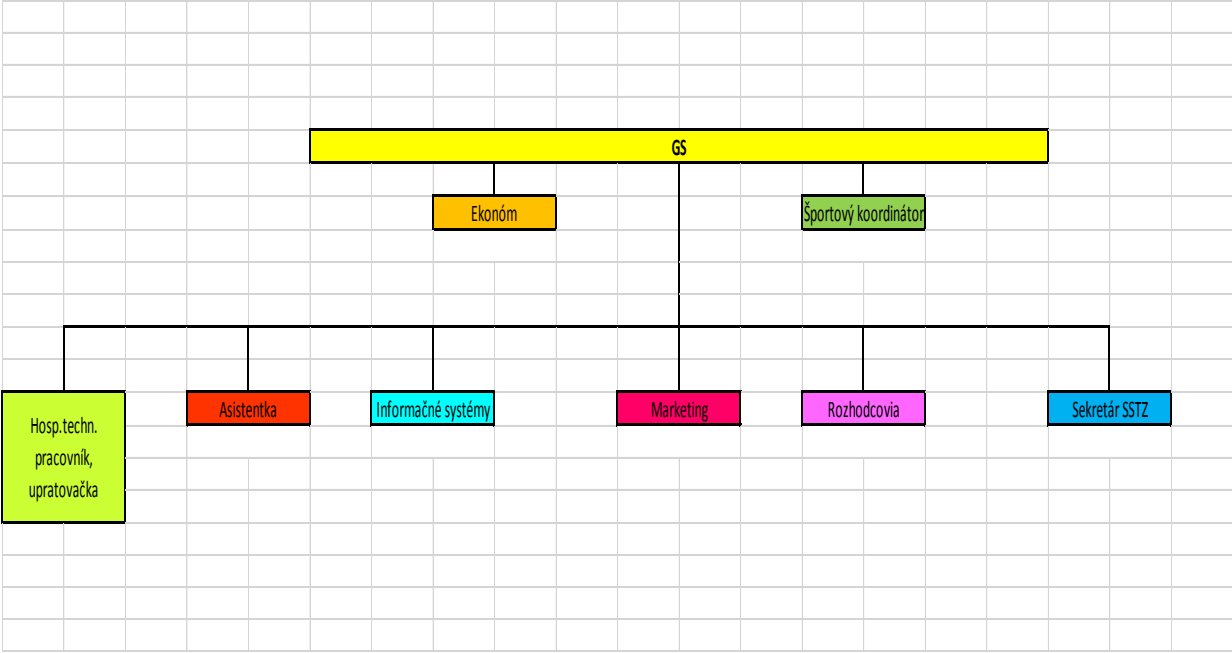 GS
Ekonóm
Športový koordinátor
Hosp.techn.
pracovník,
upratovačka
Asistentka
Informačné systémy
Marketing
Rozhodcovia
Sekretár SSTZ